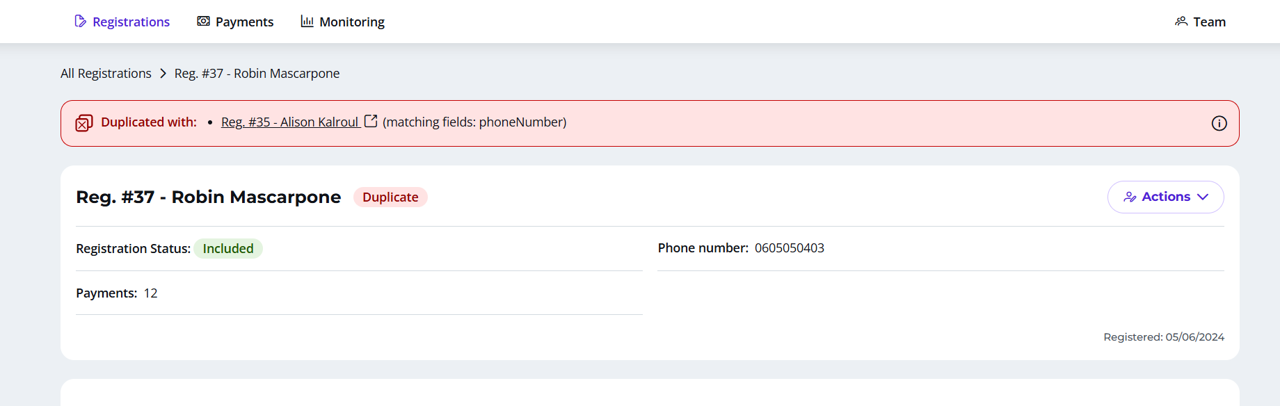 Registrations Payments Monitoring Team
All Registrations > Reg. #37 - Robin Mascarpone
Duplicated with: • Reg. #35 - Alison Kalroul (matching fields: phoneNumber)
Reg. #37 - Robin Mascarpone Duplicate Actions
Registration Status: Included Phone number: 0605050403
Payments: 12
Registered: 05/06/2024